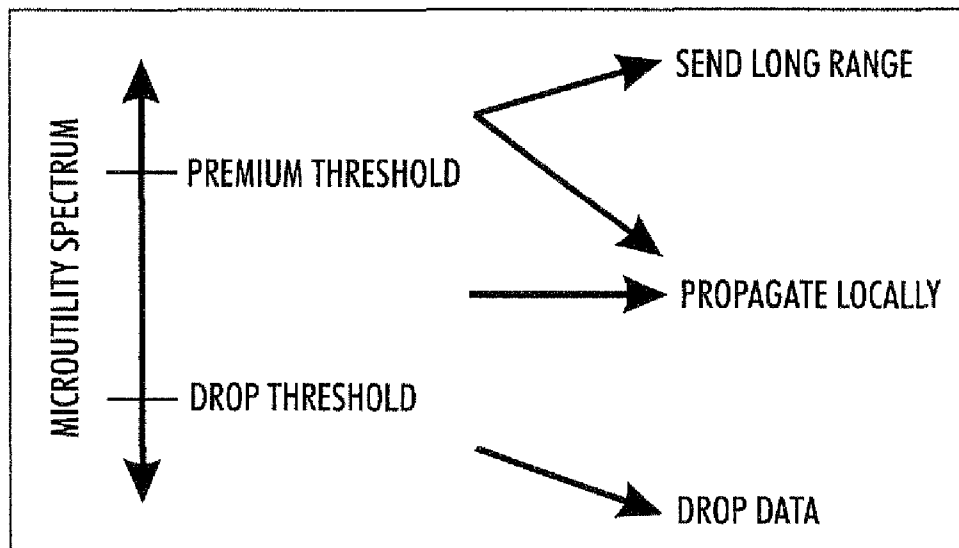 MICROUTILITY SPECTRUM
SEND LONG RANGE
PREMIUM THRESHOLD
PROPAGATE LOCALLY
DROP THRESHOLD
DROP DATA